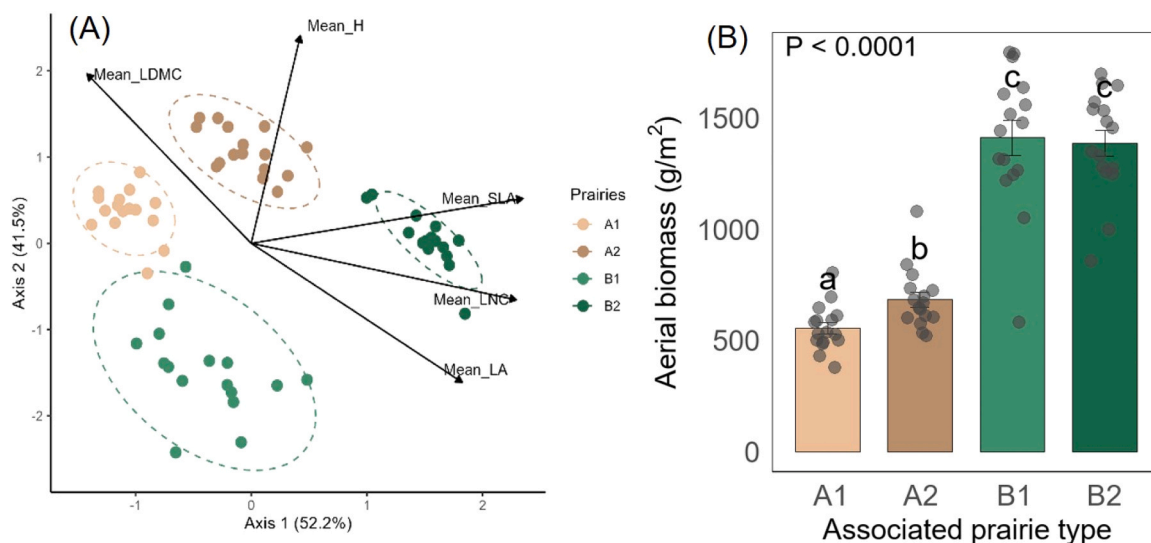 (A)
Mean_H
Mean_LDMC
Mean_SLA
Mean_LNC
Mean_LA
2
1
0
-1
-2
-1
0
1
2
Axis 1 (52.2%)
Axis 2 (41.5%)
Prairies
A1
A2
B1
B2
(B)
P < 0.0001
a
b
c
c
1500
1000
500
0
Aerial biomass (g/m²)
A1
A2
B1
B2
Associated prairie type